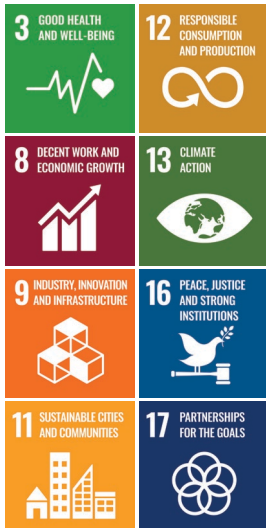 3 GOOD HEALTH
AND WELL-BEING
12 RESPONSIBLE
CONSUMPTION
AND PRODUCTION
8 DECENT WORK AND
ECONOMIC GROWTH
13 CLIMATE
ACTION
9 INDUSTRY, INNOVATION
AND INFRASTRUCTURE
16 PEACE, JUSTICE
AND STRONG
INSTITUTIONS
11 SUSTAINABLE CITIES
AND COMMUNITIES
17 PARTNERSHIPS
FOR THE GOALS